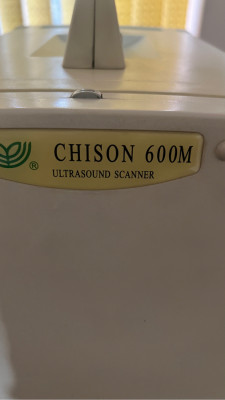 CHISON 600M
® ULTRASOUND SCANNER